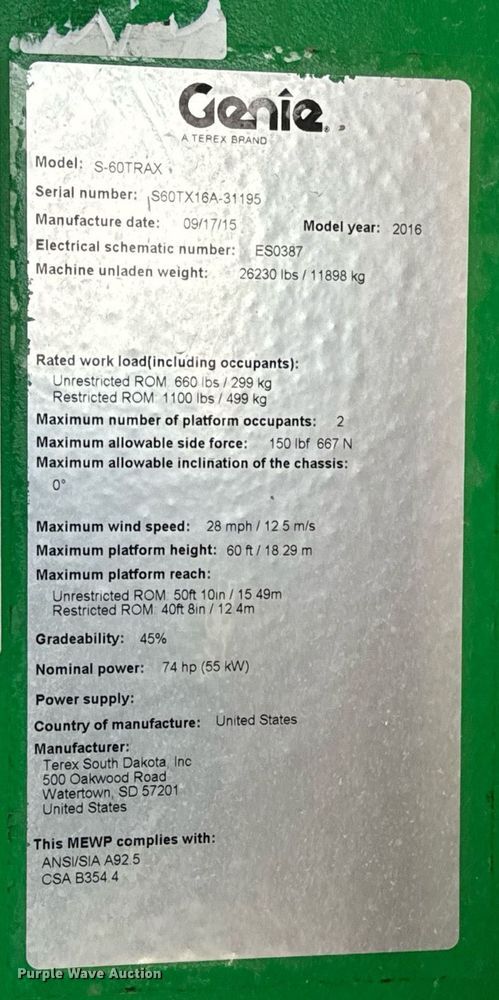 Genie
A TEREX BRAND
Model: S-60TRAX
Serial number: S60TX16A-31195
Manufacture date: 09/17/15 Model year: 2016
Electrical schematic number: ES0387
Machine unladen weight: 26230 lbs / 11898 kg
Rated work load(including occupants):
Unrestricted ROM: 660 lbs / 299 kg
Restricted ROM: 1100 lbs / 499 kg
Maximum number of platform occupants: 2
Maximum allowable side force: 150 lbf 667 N
Maximum allowable inclination of the chassis:
0°
Maximum wind speed: 28 mph / 12.5 m/s
Maximum platform height: 60 ft / 18.29 m
Maximum platform reach:
Unrestricted ROM: 50ft 10in / 15.49m
Restricted ROM: 40ft 8in / 12.4m
Gradeability: 45%
Nominal power: 74 hp (55 kW)
Power supply:
Country of manufacture: United States
Manufacturer:
Terex South Dakota, Inc
500 Oakwood Road
Watertown, SD 57201
United States
This MEWP complies with:
ANSI/SIA A92.5
CSA B354.4
Purple Wave Auction